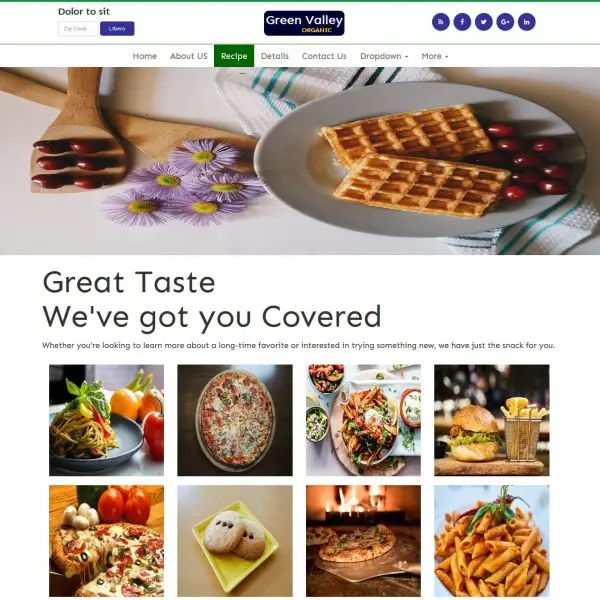 Dolor to sit
Zip Code
Libero
Green Valley
ORGANIC
Home
About US
Recipe
Details
Contact Us
Dropdown
More
Great Taste
We've got you Covered
Whether you're looking to learn more about a long-time favorite or interested in trying something new, we have just the snack for you.